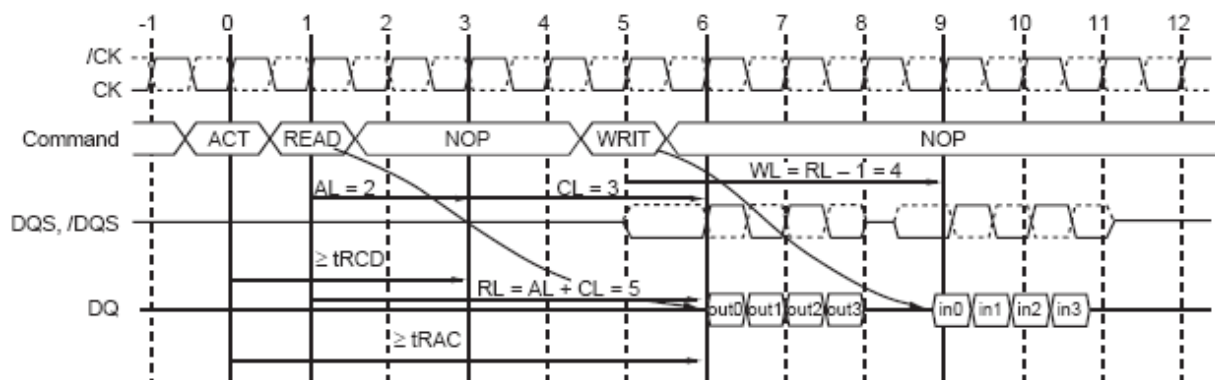 -1 0 1 2 3 4 5 6 7 8 9 10 11 12
/CK
CK
Command ACT READ NOP WRIT NOP
WL = RL − 1 = 4
AL = 2 CL = 3
DQS, /DQS
≥ tRCD
RL = AL + CL = 5
DQ out0 out1 out2 out3 in0 in1 in2 in3
≥ tRAC